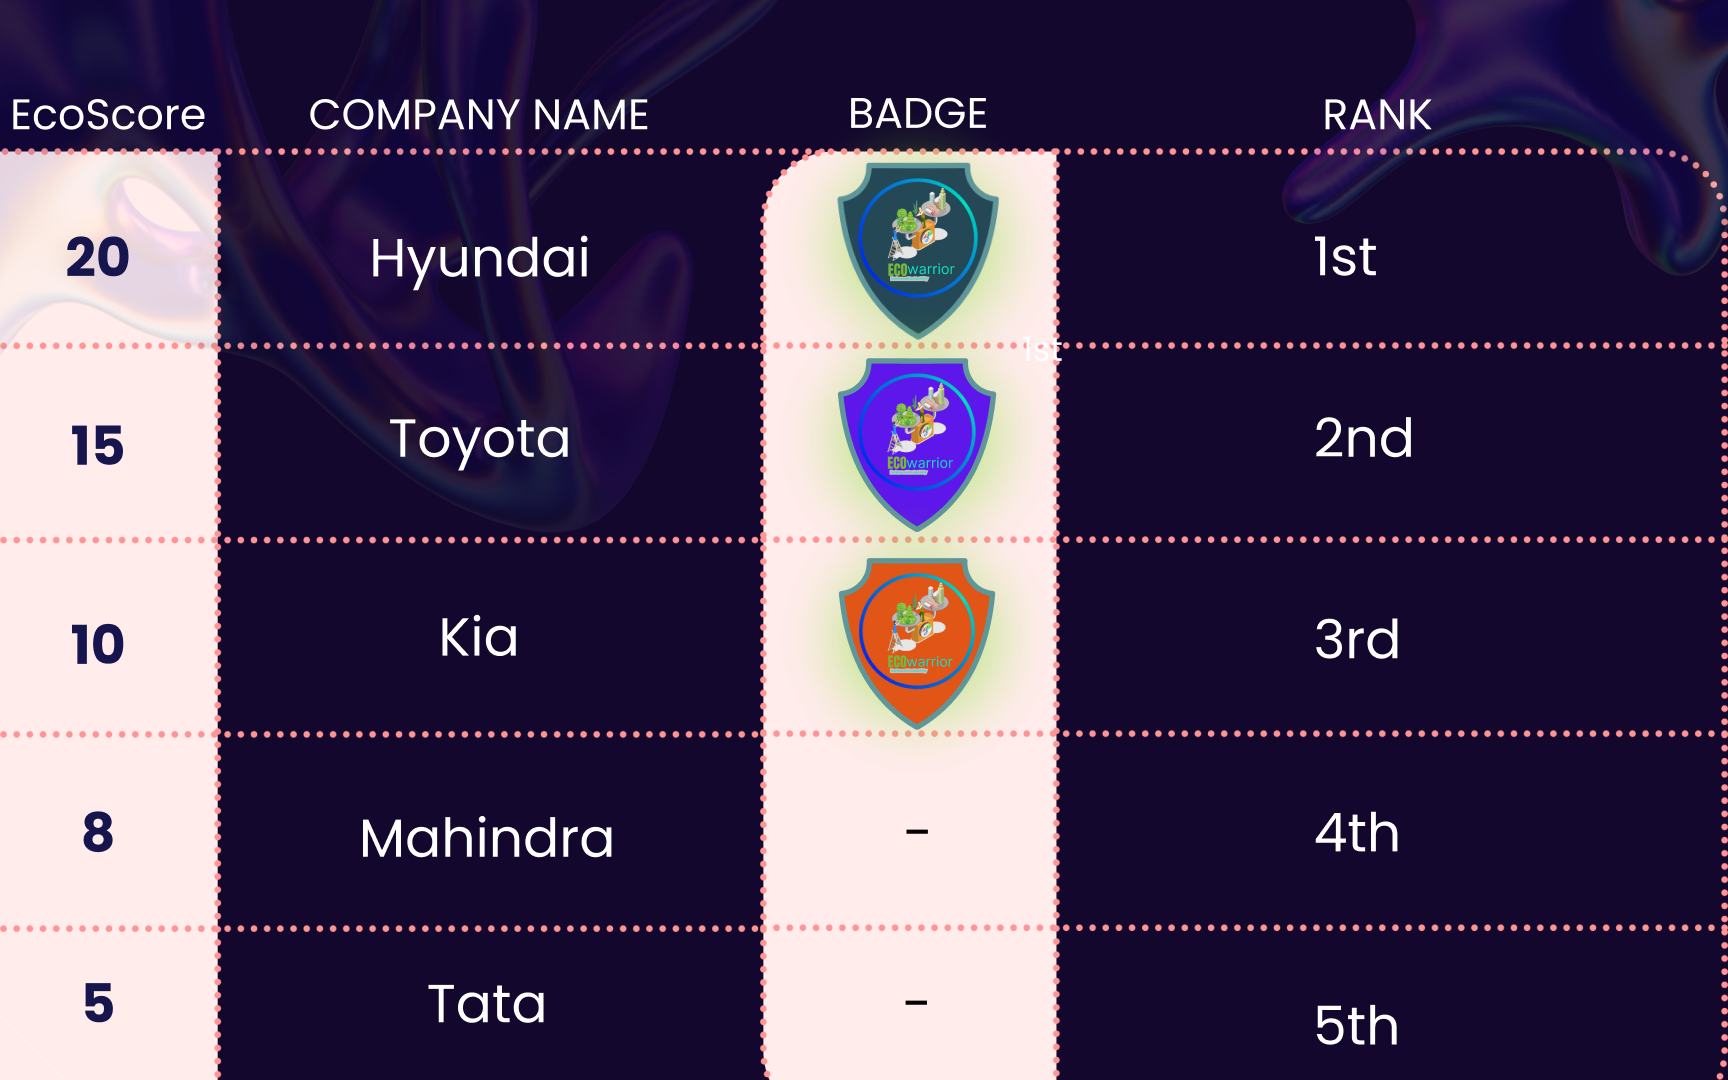 EcoScore COMPANY NAME BADGE RANK
20 Hyundai ECOwarrior 1st
1st
15 Toyota ECOwarrior 2nd
10 Kia ECOwarrior 3rd
8 Mahindra - 4th
5 Tata - 5th